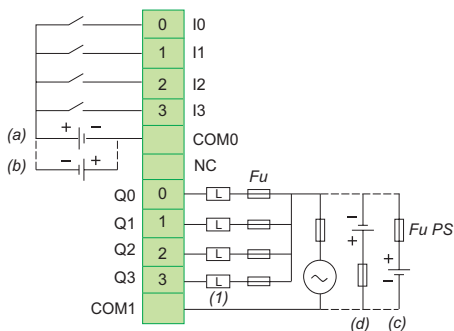 0 I0
1 I1
2 I2
3 I3
(a) + − COM0
(b) − + NC
Q0 0 L Fu
Q1 1 L
Q2 2 L
Q3 3 L
(1)
COM1
~
− +
(d)
Fu PS
+ −
(c)